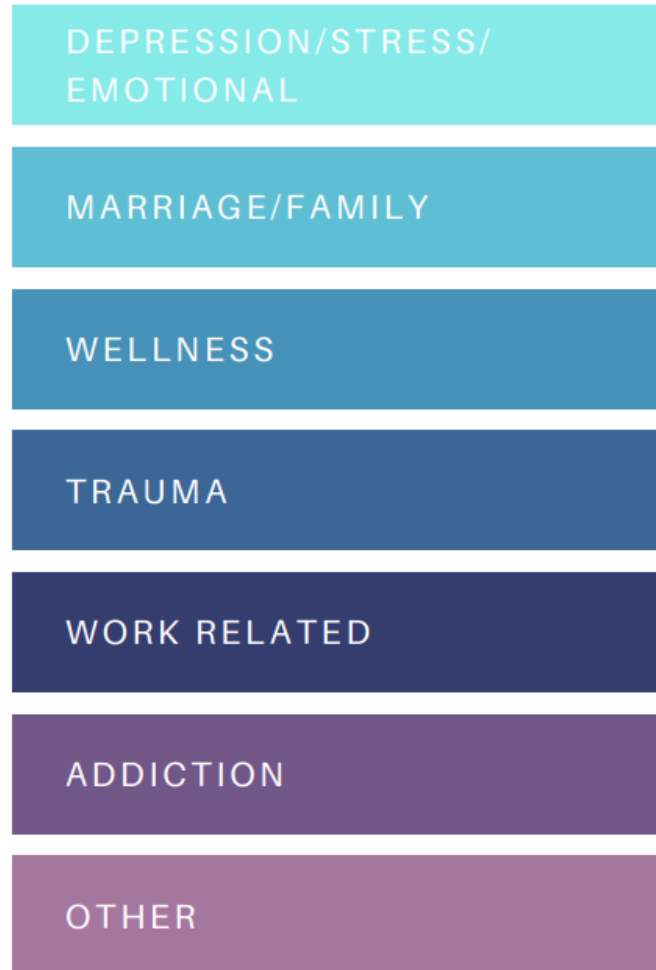 DEPRESSION/STRESS/
EMOTIONAL
MARRIAGE/FAMILY
WELLNESS
TRAUMA
WORK RELATED
ADDICTION
OTHER